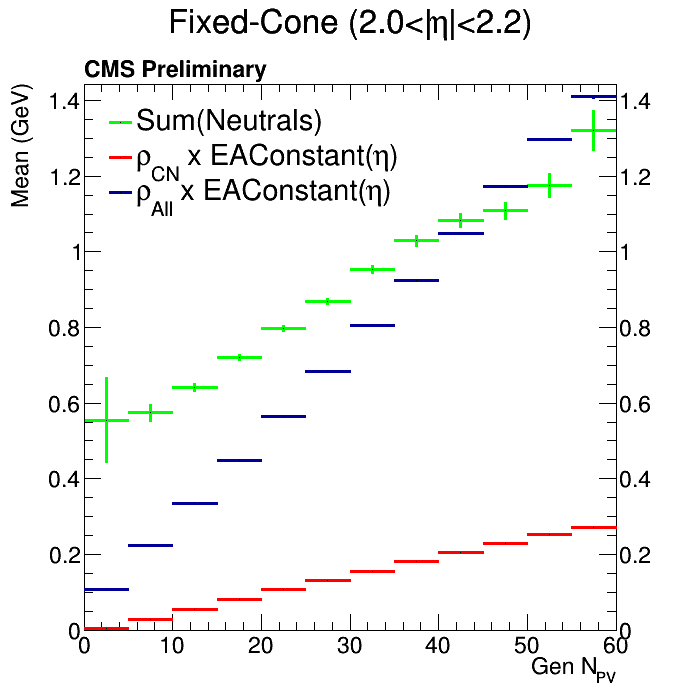 Fixed-Cone (2.0<|η|<2.2)
CMS Preliminary
Mean (GeV)
Sum(Neutrals)
ρCN x EAConstant(η)
ρAll x EAConstant(η)
1.4 1.4
1.2 1.2
1 1
0.8 0.8
0.6 0.6
0.4 0.4
0.2 0.2
0 0
0 10 20 30 40 50 60
Gen NPV